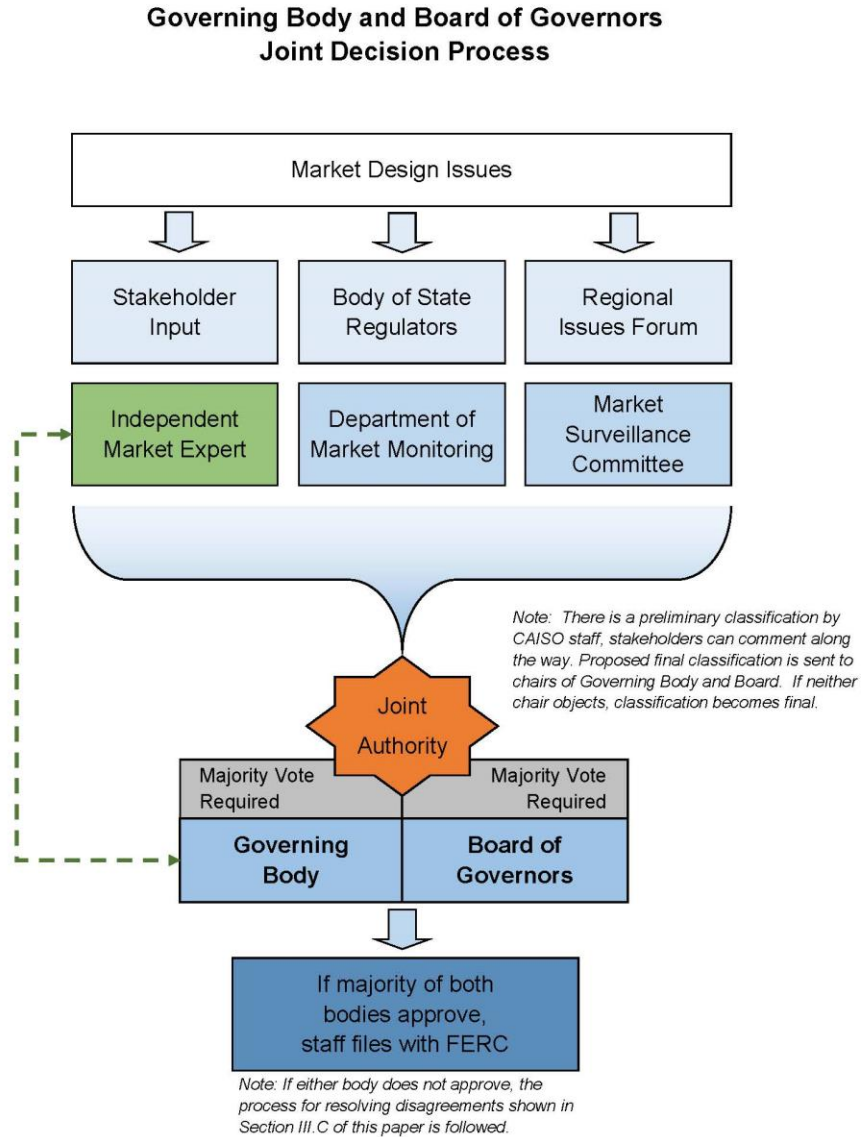 Governing Body and Board of Governors
Joint Decision Process
Market Design Issues
Stakeholder
Input
Body of State
Regulators
Regional
Issues Forum
Independent
Market Expert
Department of
Market Monitoring
Market
Surveillance
Committee
Note: There is a preliminary classification by
CAISO staff, stakeholders can comment along
the way. Proposed final classification is sent to
chairs of Governing Body and Board. If neither
chair objects, classification becomes final.
Joint
Authority
Majority Vote
Required
Majority Vote
Required
Governing
Body
Board of
Governors
If majority of both
bodies approve,
staff files with FERC
Note: If either body does not approve, the
process for resolving disagreements shown in
Section III.C of this paper is followed.